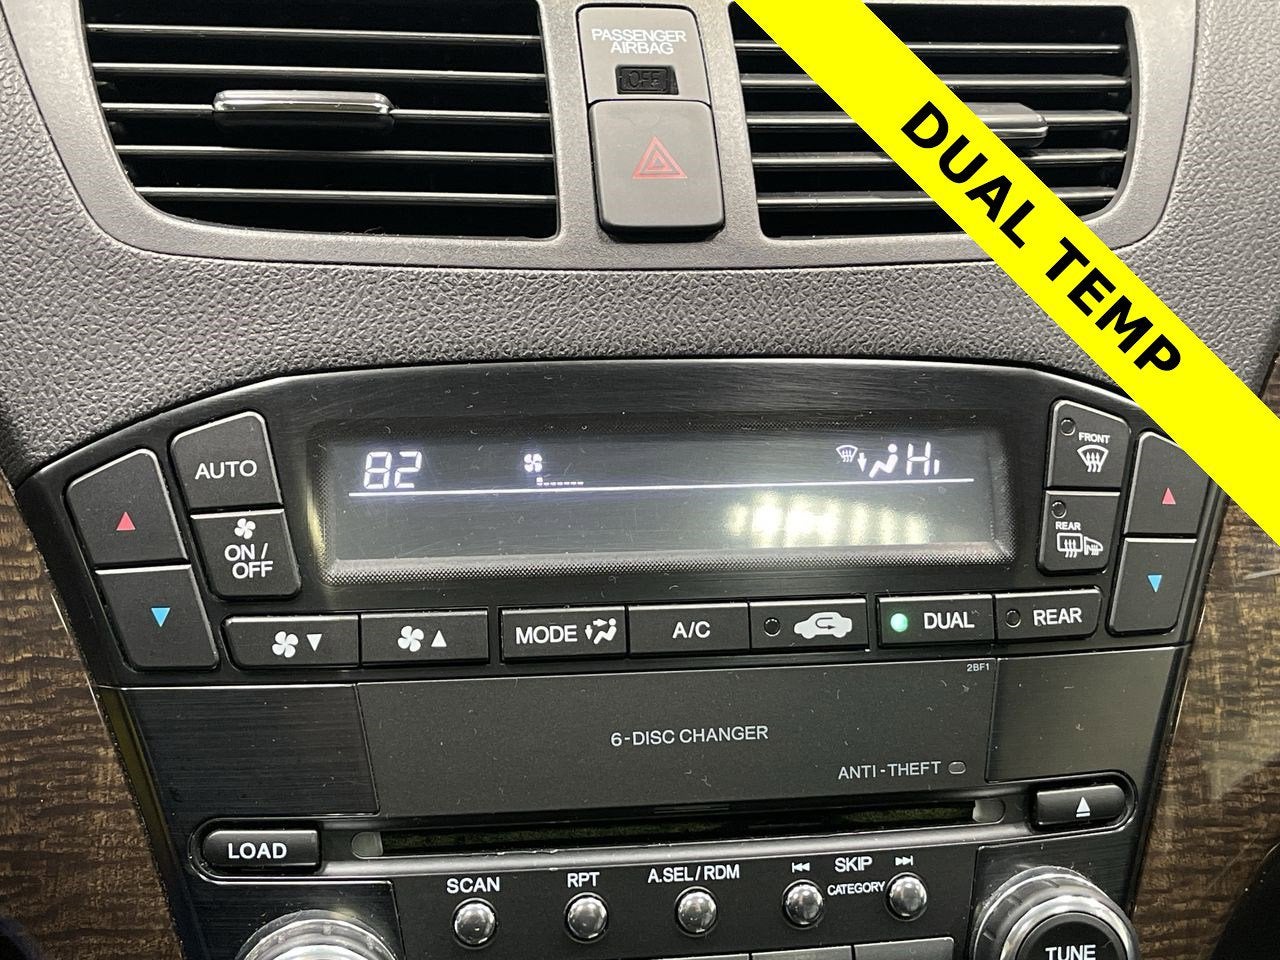 PASSENGER
AIRBAG
OFF
DUAL TEMP
82
Hi
AUTO
ON /
OFF
FRONT
REAR
MODE
A/C
DUAL
REAR
2BF1
6-DISC CHANGER
ANTI-THEFT
LOAD
SCAN
RPT
A.SEL / RDM
SKIP
CATEGORY
TUNE